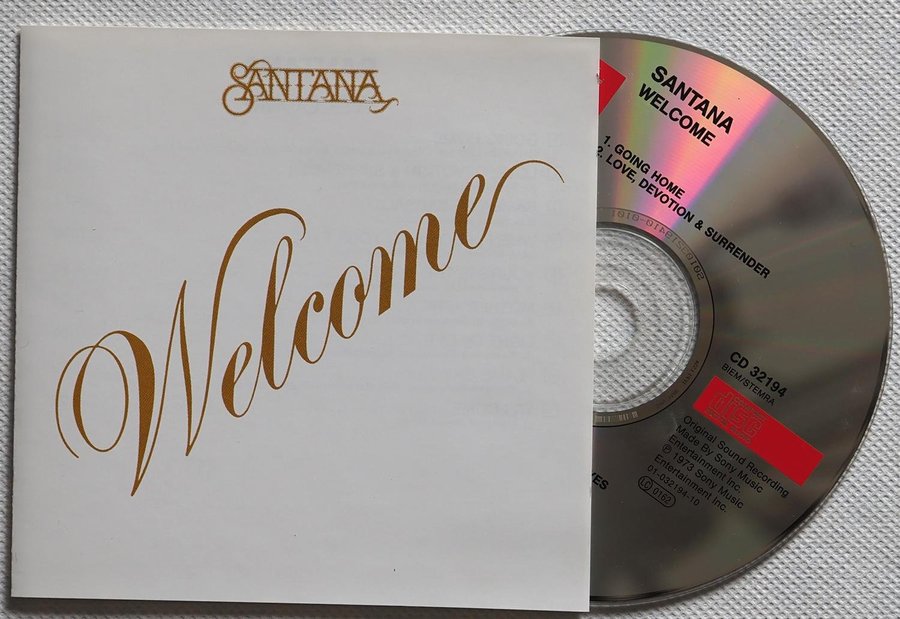 SANTANA
Welcome
SANTANA
WELCOME
1. GOING HOME
2. LOVE, DEVOTION & SURRENDER
CD 32194
BIEM/STEMRA
Original Sound Recording
Made By Sony Music
Entertainment Inc.
℗ 1973 Sony Music
Entertainment Inc.
01-032194-10
LC 0162
YES